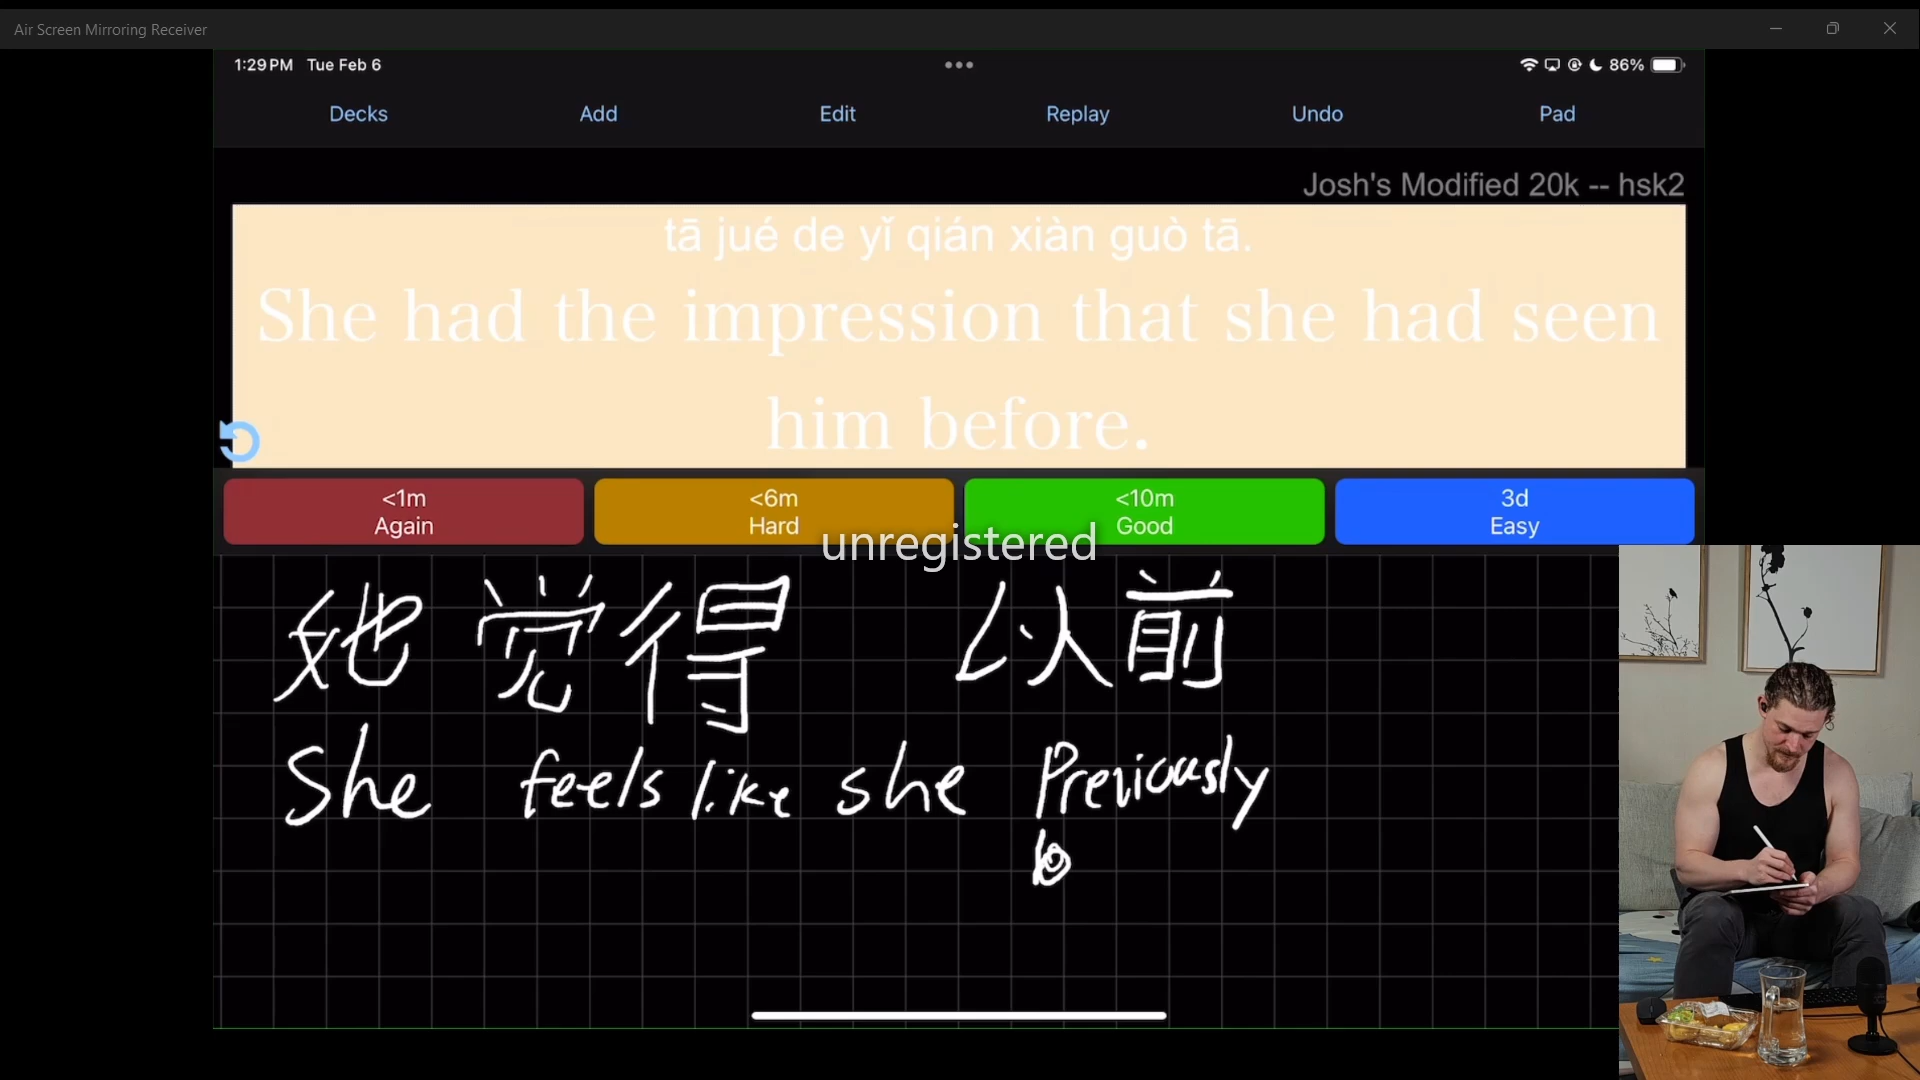 Air Screen Mirroring Receiver
1:29 PM Tue Feb 6
86%
Decks Add Edit Replay Undo Pad
Josh's Modified 20k -- hsk2
tā jué de yǐ qián xiàn guò tā.
She had the impression that she had seen
him before.
<1m <6m <10m 3d
Again Hard Good Easy
unregistered
她 觉得 以前
She feels like she Previously
b